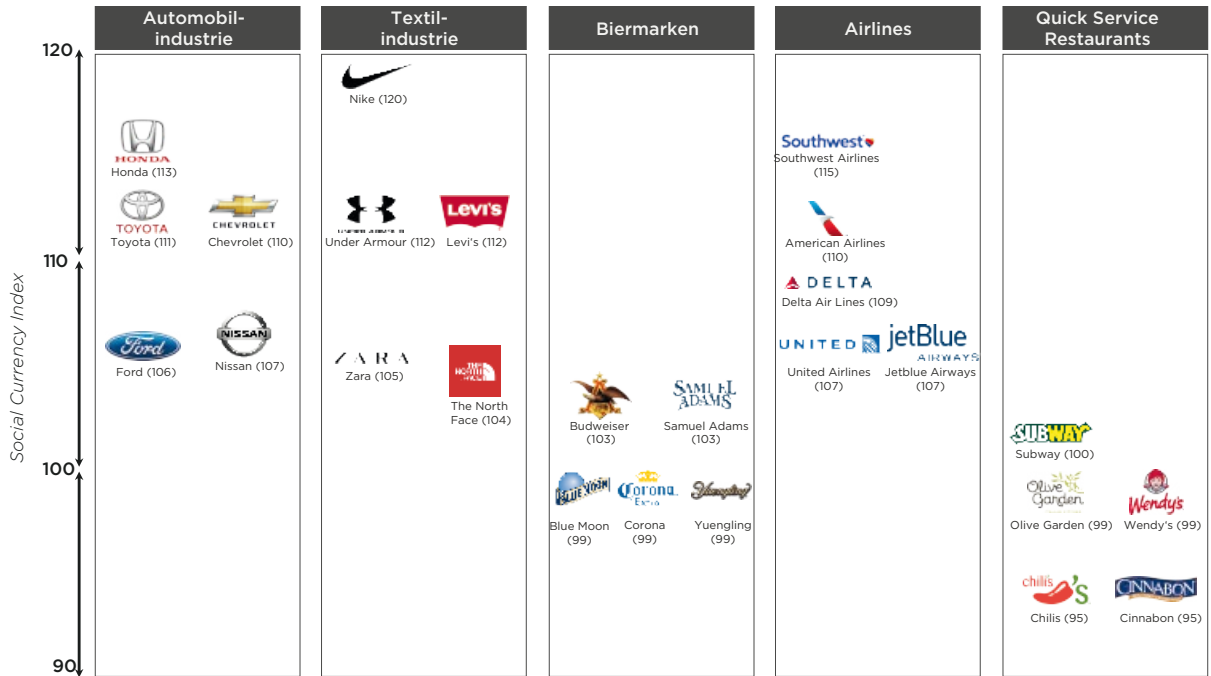 Automobil-
industrie
Textil-
industrie
Biermarken
Airlines
Quick Service
Restaurants
Social Currency Index
120
110
100
90
HONDA
Honda (113)
TOYOTA
Toyota (111)
CHEVROLET
Chevrolet (110)
Ford
Ford (106)
NISSAN
Nissan (107)
Nike (120)
Under Armour (112)
LEVI'S
Levi's (112)
ZARA
Zara (105)
THE
NORTH
FACE
The North
Face (104)
Budweiser
(103)
SAMUEL
ADAMS
Samuel Adams
(103)
BLUE MOON
Blue Moon
(99)
Corona
Extra
Corona
(99)
Yuengling
Yuengling
(99)
Southwest
Southwest Airlines
(115)
American Airlines
(110)
DELTA
Delta Air Lines (109)
UNITED
United Airlines
(107)
jetBlue
AIRWAYS
Jetblue Airways
(107)
SUBWAY
Subway (100)
Olive
Garden
Olive Garden (99)
Wendy's
Wendy's (99)
chili's
's
Chilis (95)
CINNABON
Cinnabon (95)